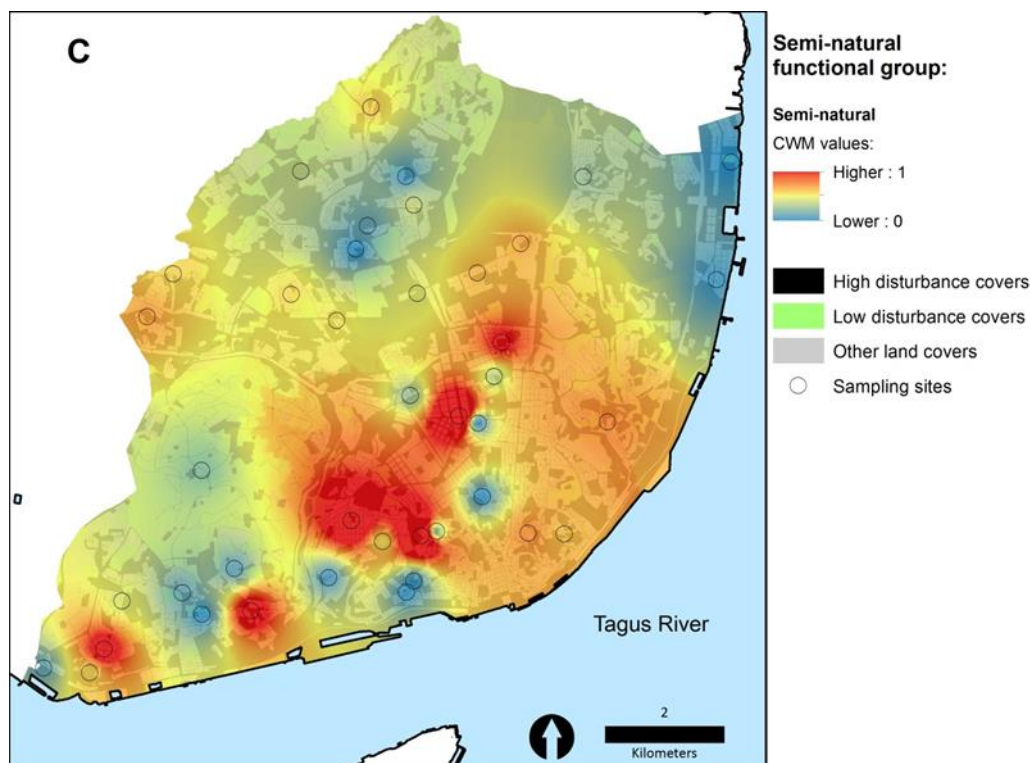 C
Semi-natural
functional group:
Semi-natural
CWM values:
Higher : 1
Lower : 0
High disturbance covers
Low disturbance covers
Other land covers
Sampling sites
Tagus River
2
Kilometers